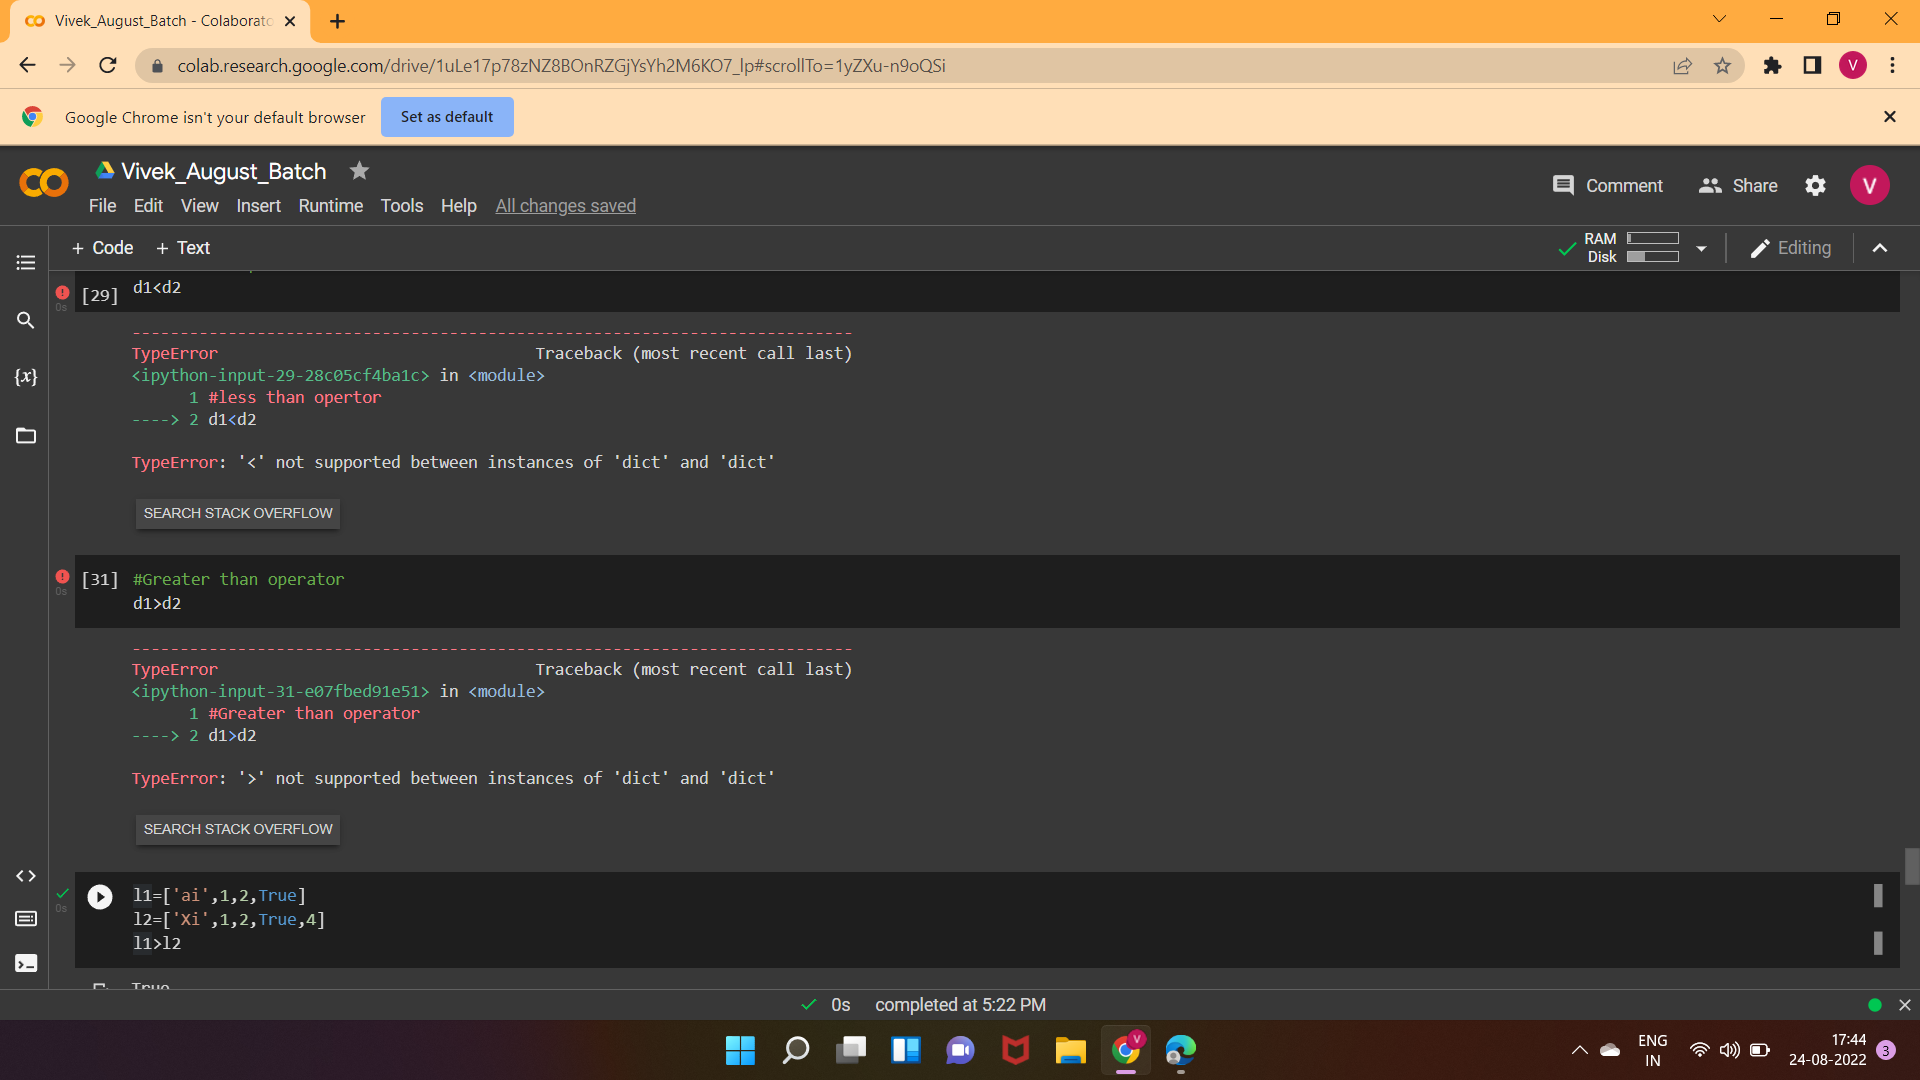 Vivek_August_Batch - Colaborato
colab.research.google.com/drive/1uLe17p78zNZ8BOnRZGjYsYh2M6KO7_lp#scrollTo=1yZXu-n9oQSi
V
Google Chrome isn't your default browser
Set as default
Vivek_August_Batch
File Edit View Insert Runtime Tools Help All changes saved
Comment
Share
V
+ Code + Text
RAM
Disk
Editing
[29] d1<d2
0s
---------------------------------------------------------------------------
TypeError Traceback (most recent call last)
<ipython-input-29-28c05cf4ba1c> in <module>
1 #less than opertor
----> 2 d1<d2
TypeError: '<' not supported between instances of 'dict' and 'dict'
SEARCH STACK OVERFLOW
[31] #Greater than operator
0s
d1>d2
---------------------------------------------------------------------------
TypeError Traceback (most recent call last)
<ipython-input-31-e07fbed91e51> in <module>
1 #Greater than operator
----> 2 d1>d2
TypeError: '>' not supported between instances of 'dict' and 'dict'
SEARCH STACK OVERFLOW
l1=['ai',1,2,True]
0s
l2=['Xi',1,2,True,4]
l1>l2
True
0s completed at 5:22 PM
V
ENG
IN
17:44
24-08-2022
3